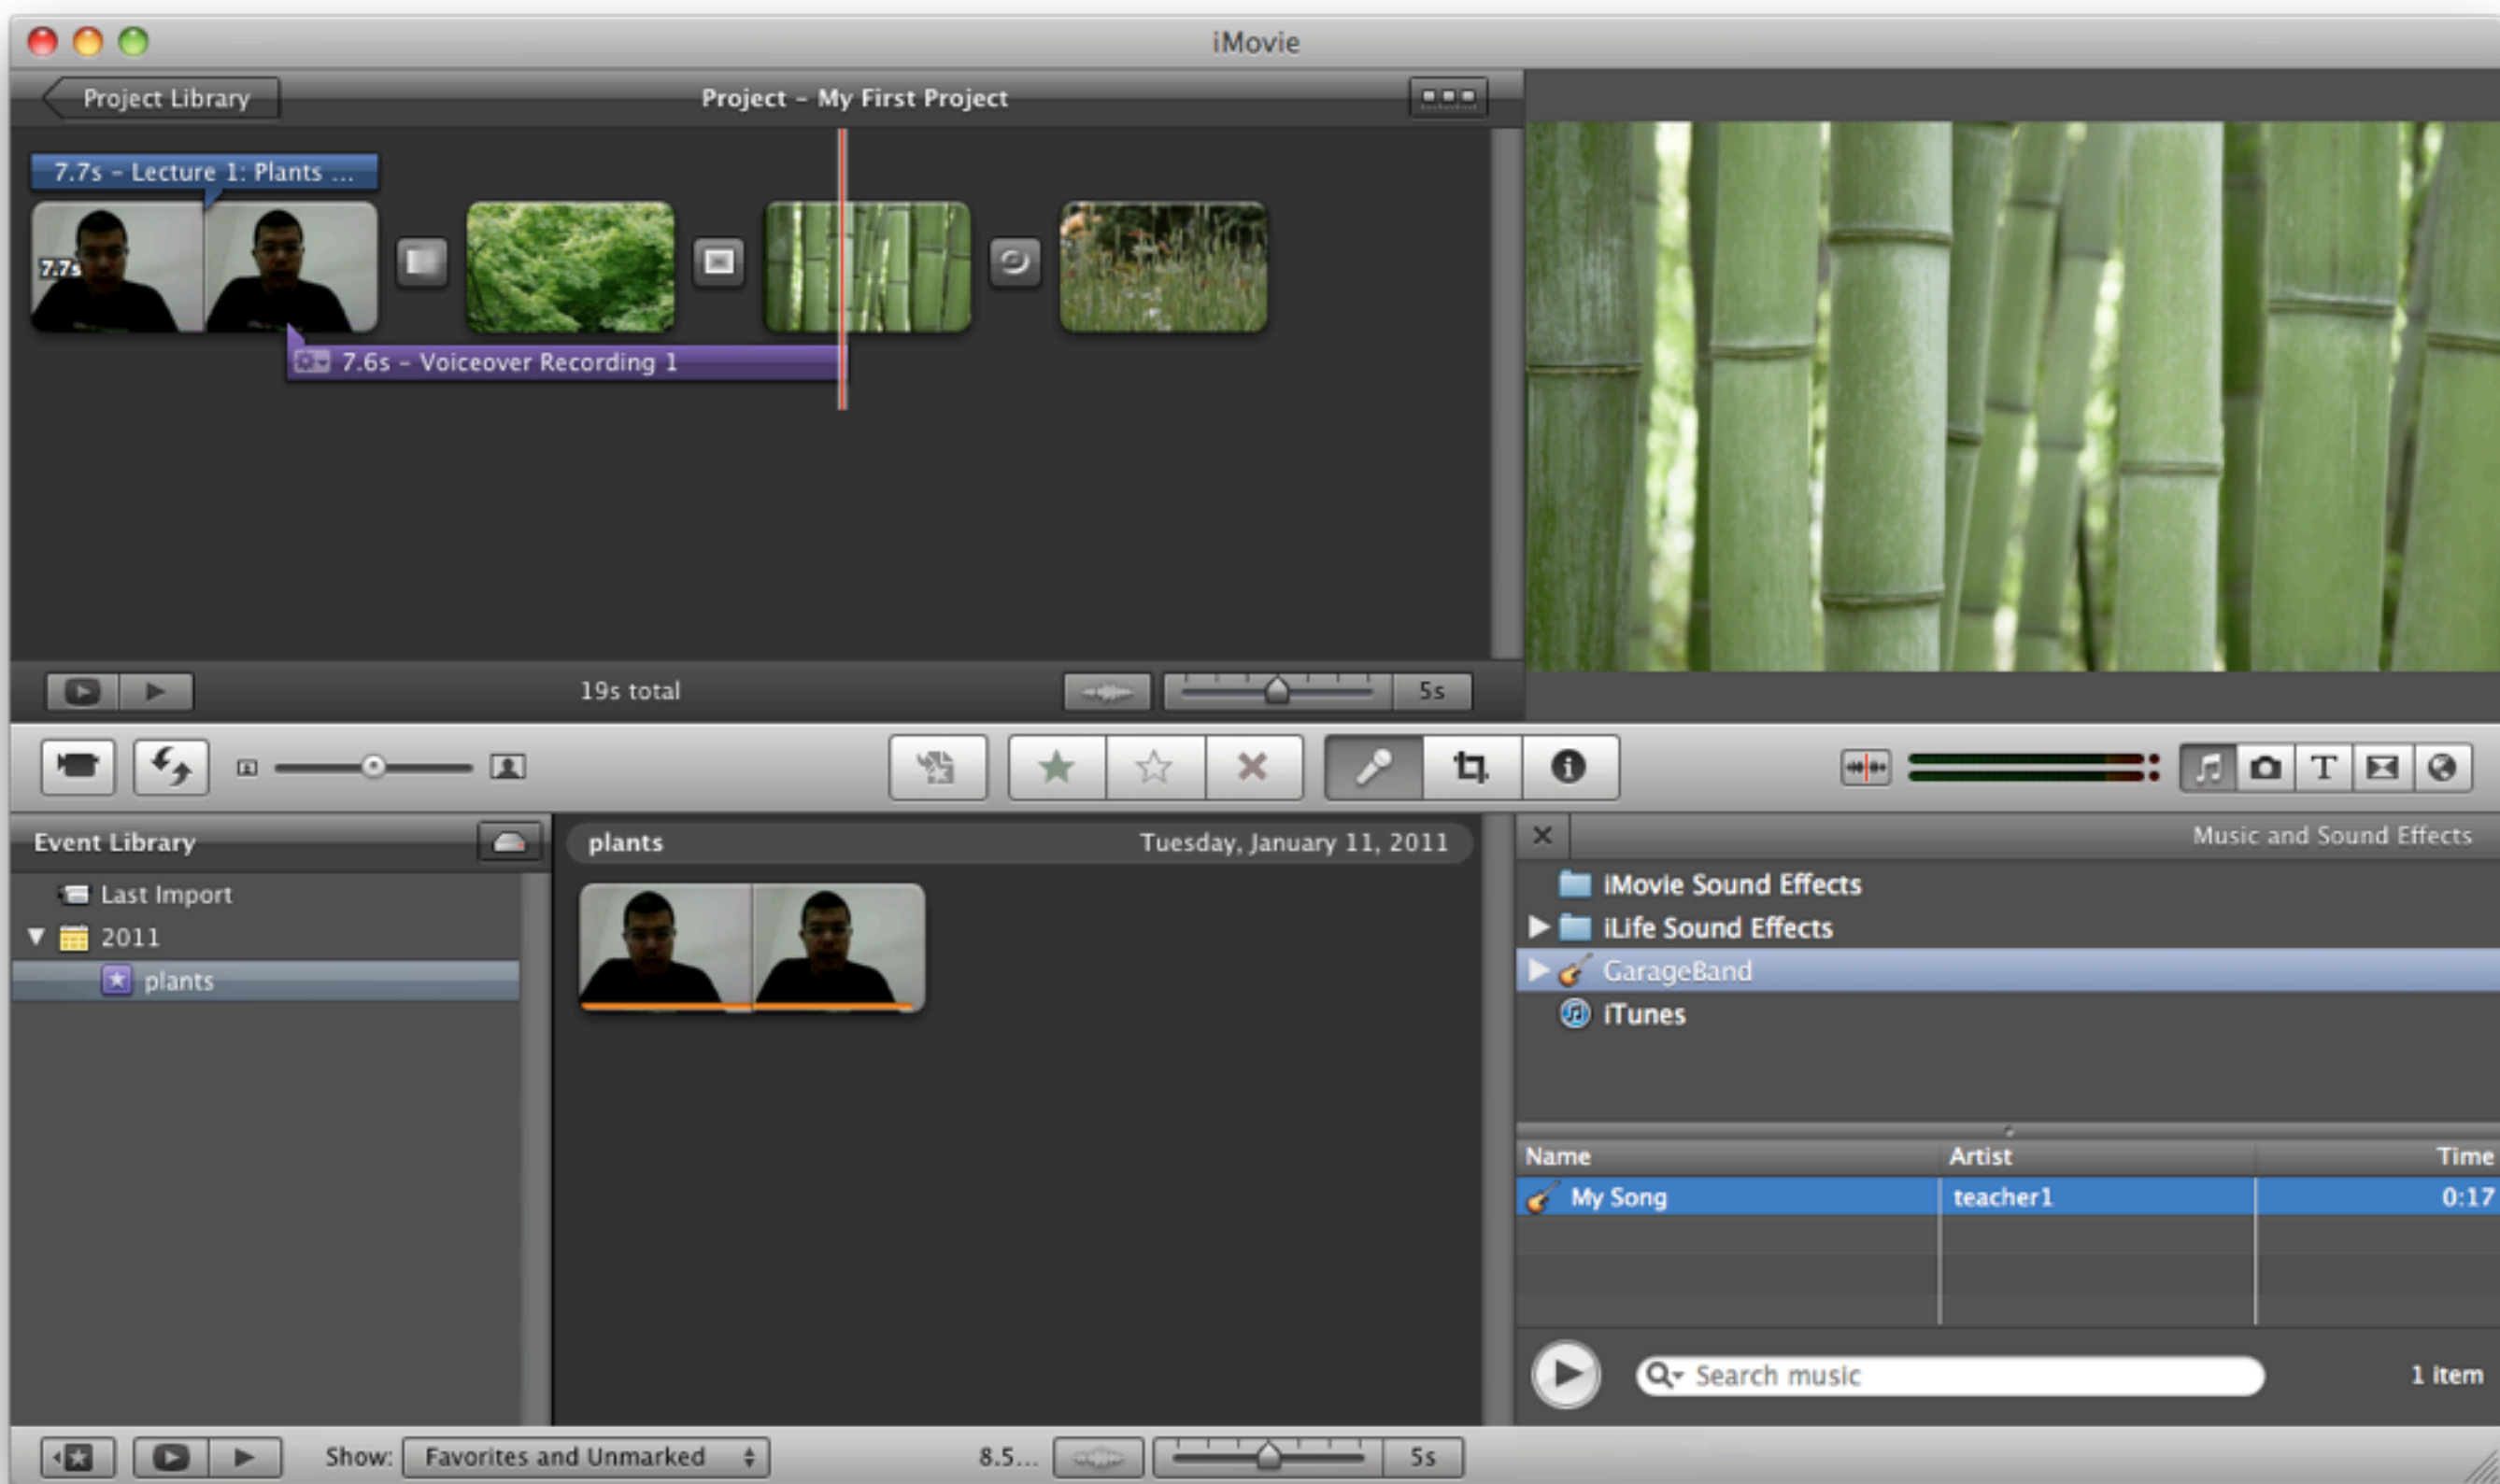 iMovie
Project Library
Project – My First Project
7.7s – Lecture 1: Plants ...
7.7s
7.6s – Voiceover Recording 1
19s total
5s
T
Event Library
plants
Tuesday, January 11, 2011
Music and Sound Effects
Last Import
2011
plants
iMovie Sound Effects
iLife Sound Effects
GarageBand
iTunes
Name Artist Time
My Song teacher1 0:17
Search music
1 item
Show: Favorites and Unmarked
8.5...
5s